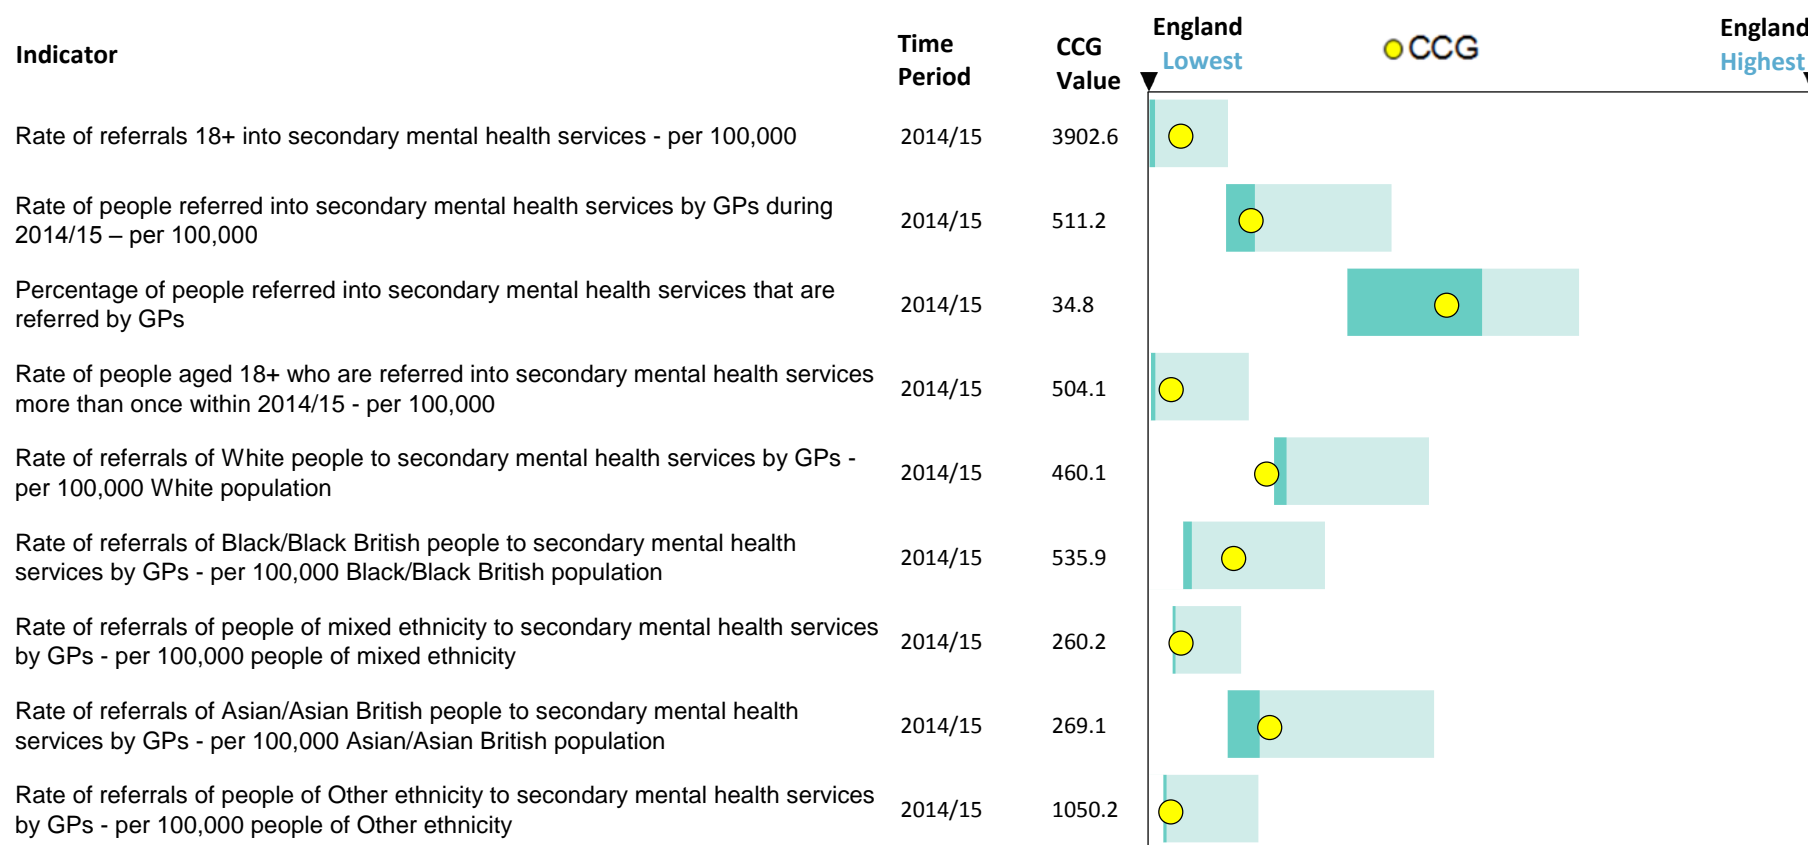 Indicator
Time
Period
CCG
Value
England
Lowest
CCG
England
Highest
Rate of referrals 18+ into secondary mental health services - per 100,000
2014/15
3902.6
Rate of people referred into secondary mental health services by GPs during
2014/15 – per 100,000
2014/15
511.2
Percentage of people referred into secondary mental health services that are
referred by GPs
2014/15
34.8
Rate of people aged 18+ who are referred into secondary mental health services
more than once within 2014/15 - per 100,000
2014/15
504.1
Rate of referrals of White people to secondary mental health services by GPs -
per 100,000 White population
2014/15
460.1
Rate of referrals of Black/Black British people to secondary mental health
services by GPs - per 100,000 Black/Black British population
2014/15
535.9
Rate of referrals of people of mixed ethnicity to secondary mental health services
by GPs - per 100,000 people of mixed ethnicity
2014/15
260.2
Rate of referrals of Asian/Asian British people to secondary mental health
services by GPs - per 100,000 Asian/Asian British population
2014/15
269.1
Rate of referrals of people of Other ethnicity to secondary mental health services
by GPs - per 100,000 people of Other ethnicity
2014/15
1050.2